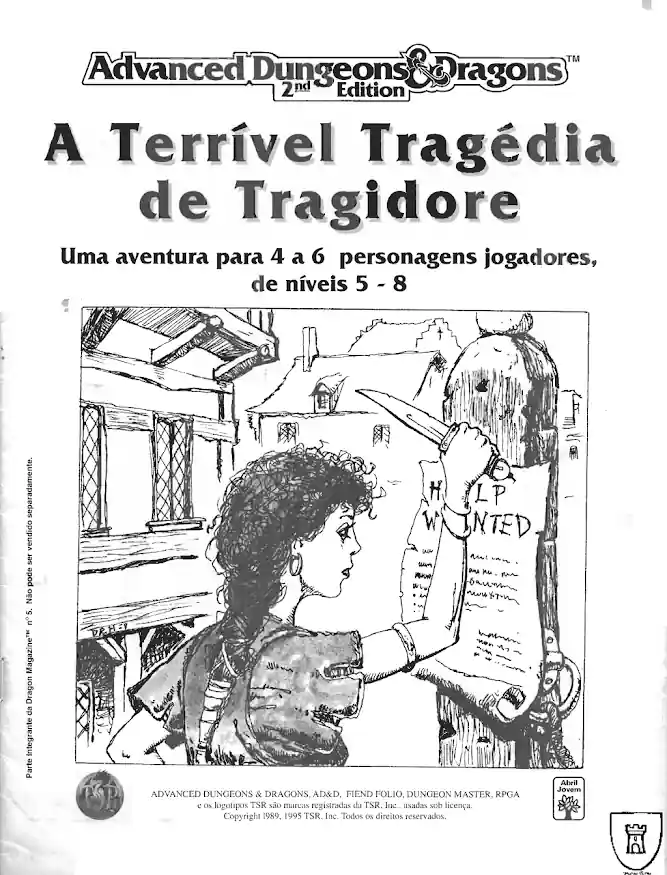 Advanced Dungeons & Dragons™
2nd Edition
A Terrível Tragédia
de Tragidore
Uma aventura para 4 a 6 personagens jogadores,
de níveis 5 - 8
Parte Integrante da Dragon Magazine™ nº 5. Não pode ser vendido separadamente.
H LP
W NTED
TSR
ADVANCED DUNGEONS & DRAGONS, AD&D, FIEND FOLIO, DUNGEON MASTER, RPGA
e os logotipos TSR são marcas registradas da TSR, Inc., usadas sob licença.
Copyright 1989, 1995 TSR, Inc. Todos os direitos reservados.
Abril
Jovem